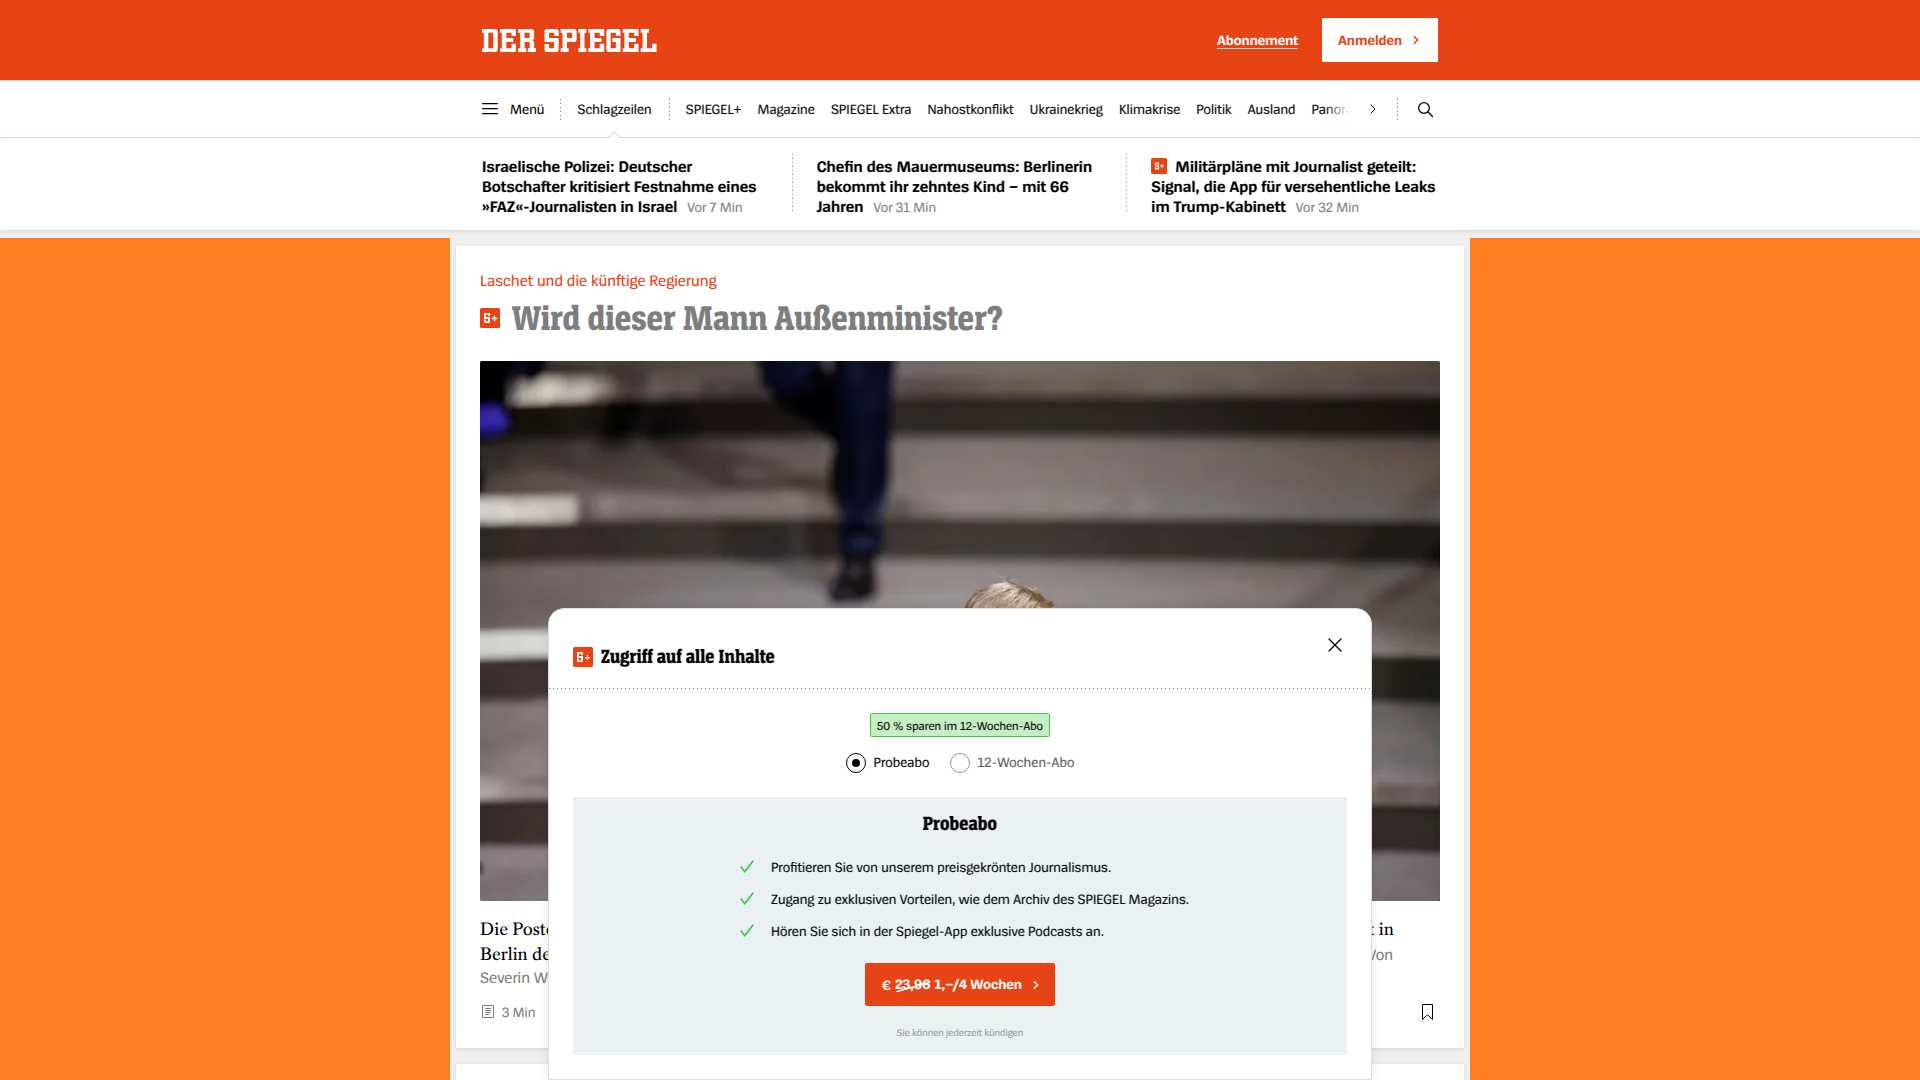 DER SPIEGEL
Abonnement
Anmelden
Menü
Schlagzeilen
SPIEGEL+
Magazine
SPIEGEL Extra
Nahostkonflikt
Ukrainekrieg
Klimakrise
Politik
Ausland
Panor
Israelische Polizei: Deutscher
Botschafter kritisiert Festnahme eines
»FAZ«-Journalisten in Israel Vor 7 Min
Chefin des Mauermuseums: Berlinerin
bekommt ihr zehntes Kind – mit 66
Jahren Vor 31 Min
S+ Militärpläne mit Journalist geteilt:
Signal, die App für versehentliche Leaks
im Trump-Kabinett Vor 32 Min
Laschet und die künftige Regierung
S+ Wird dieser Mann Außenminister?
S+ Zugriff auf alle Inhalte
50 % sparen im 12-Wochen-Abo
Probeabo
12-Wochen-Abo
Probeabo
Profitieren Sie von unserem preisgekrönten Journalismus.
Zugang zu exklusiven Vorteilen, wie dem Archiv des SPIEGEL Magazins.
Hören Sie sich in der Spiegel-App exklusive Podcasts an.
€ 23,96 1,–/4 Wochen
Sie können jederzeit kündigen
Die Poste
in
Berlin de
Von
Severin W
3 Min